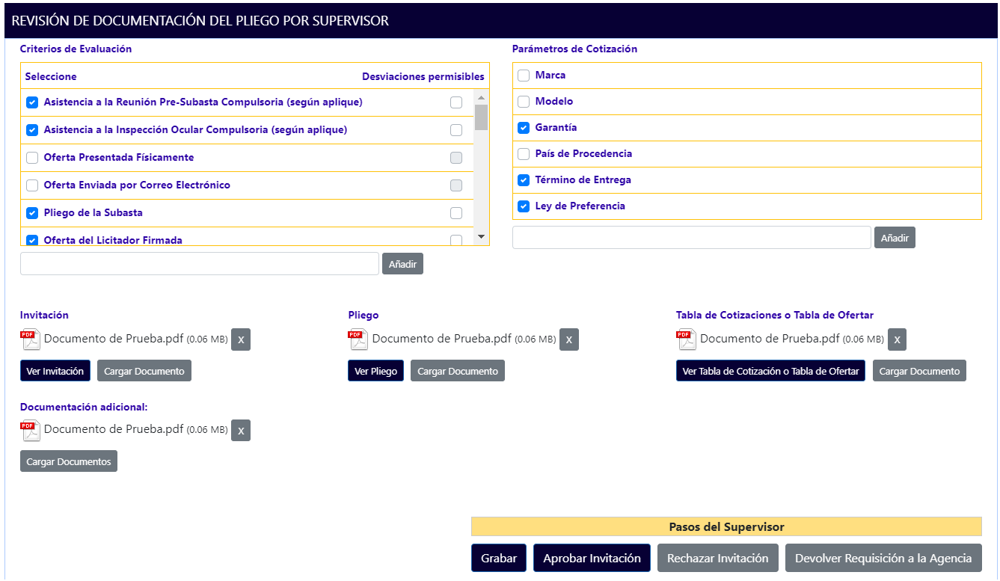 REVISIÓN DE DOCUMENTACIÓN DEL PLIEGO POR SUPERVISOR
Criterios de Evaluación
Seleccione Desviaciones permisibles
Asistencia a la Reunión Pre-Subasta Compulsoria (según aplique)
Asistencia a la Inspección Ocular Compulsoria (según aplique)
Oferta Presentada Físicamente
Oferta Enviada por Correo Electrónico
Pliego de la Subasta
Oferta del Licitador Firmada
Añadir
Parámetros de Cotización
Marca
Modelo
Garantía
País de Procedencia
Término de Entrega
Ley de Preferencia
Añadir
Invitación
PDF Documento de Prueba.pdf (0.06 MB) X
Ver Invitación Cargar Documento
Pliego
PDF Documento de Prueba.pdf (0.06 MB) X
Ver Pliego Cargar Documento
Tabla de Cotizaciones o Tabla de Ofertar
PDF Documento de Prueba.pdf (0.06 MB) X
Ver Tabla de Cotización o Tabla de Ofertar Cargar Documento
Documentación adicional:
PDF Documento de Prueba.pdf (0.06 MB) X
Cargar Documentos
Pasos del Supervisor
Grabar Aprobar Invitación Rechazar Invitación Devolver Requisición a la Agencia